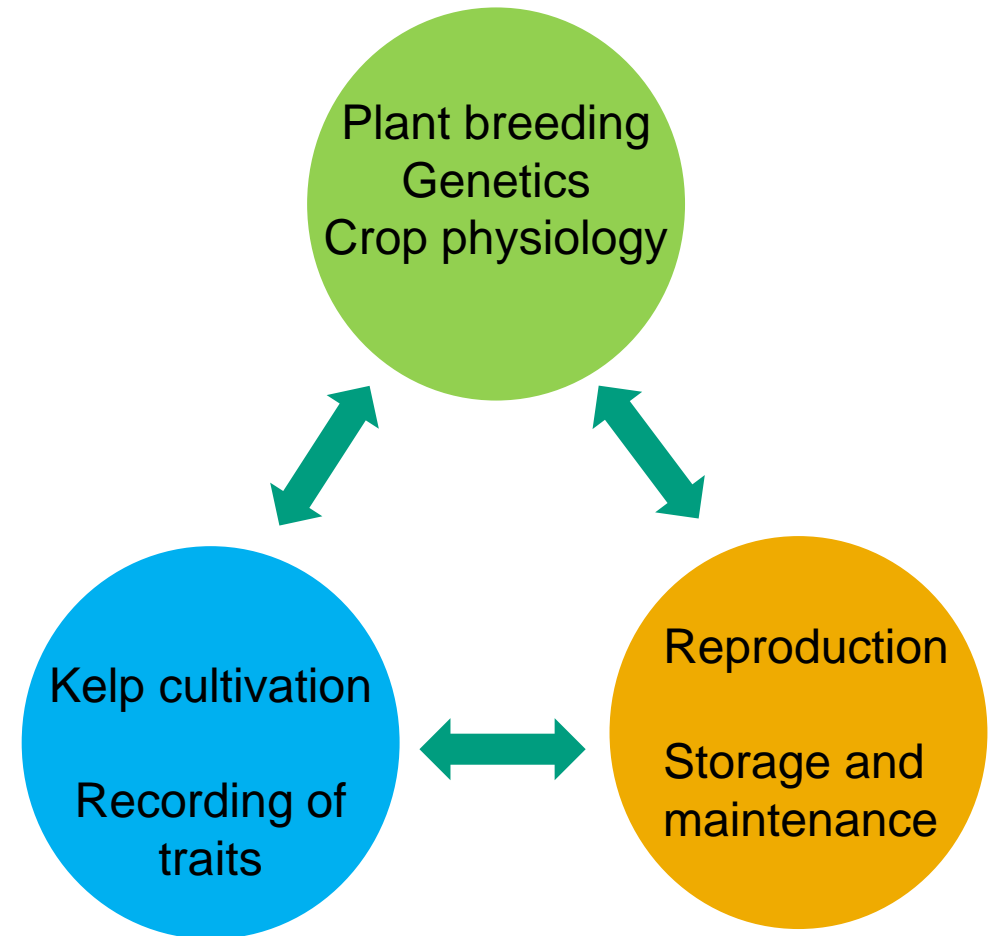 Plant breeding
Genetics
Crop physiology
Kelp cultivation
Recording of
traits
Reproduction
Storage and
maintenance